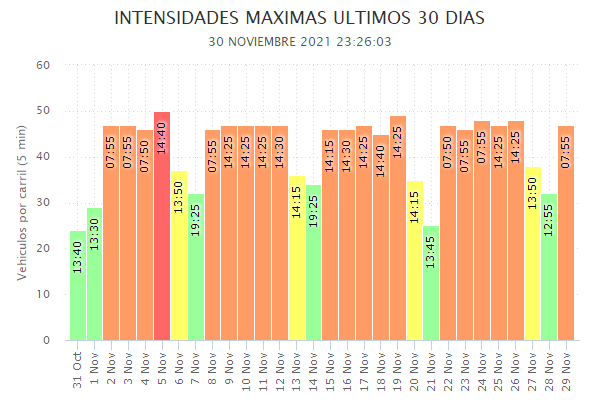 INTENSIDADES MAXIMAS ULTIMOS 30 DIAS
30 NOVIEMBRE 2021 23:26:03
Vehiculos por carril (5 min)
60
50
40
30
20
10
0
13:40
13:30
07:55
07:55
07:50
14:40
13:50
19:25
07:55
14:25
14:25
14:25
14:30
14:15
19:25
14:15
14:30
14:25
14:40
14:25
14:15
13:45
07:50
07:55
07:55
14:25
14:25
13:50
12:55
07:55
31 Oct
1 Nov
2 Nov
3 Nov
4 Nov
5 Nov
6 Nov
7 Nov
8 Nov
9 Nov
10 Nov
11 Nov
12 Nov
13 Nov
14 Nov
15 Nov
16 Nov
17 Nov
18 Nov
19 Nov
20 Nov
21 Nov
22 Nov
23 Nov
24 Nov
25 Nov
26 Nov
27 Nov
28 Nov
29 Nov